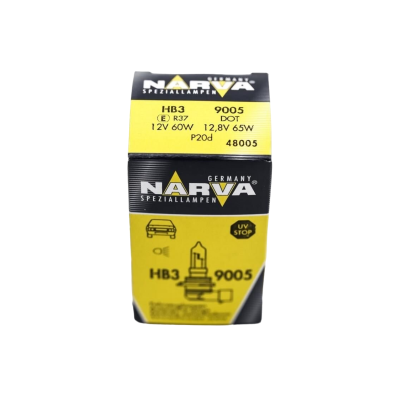 GERMANY
NARVA
SPEZIALLAMPEN
HB3 9005
(E) R37 DOT
12V 60W 12,8V 65W
P20d
48005
GERMANY
NARVA
SPEZIALLAMPEN
UV
STOP
HB3 9005